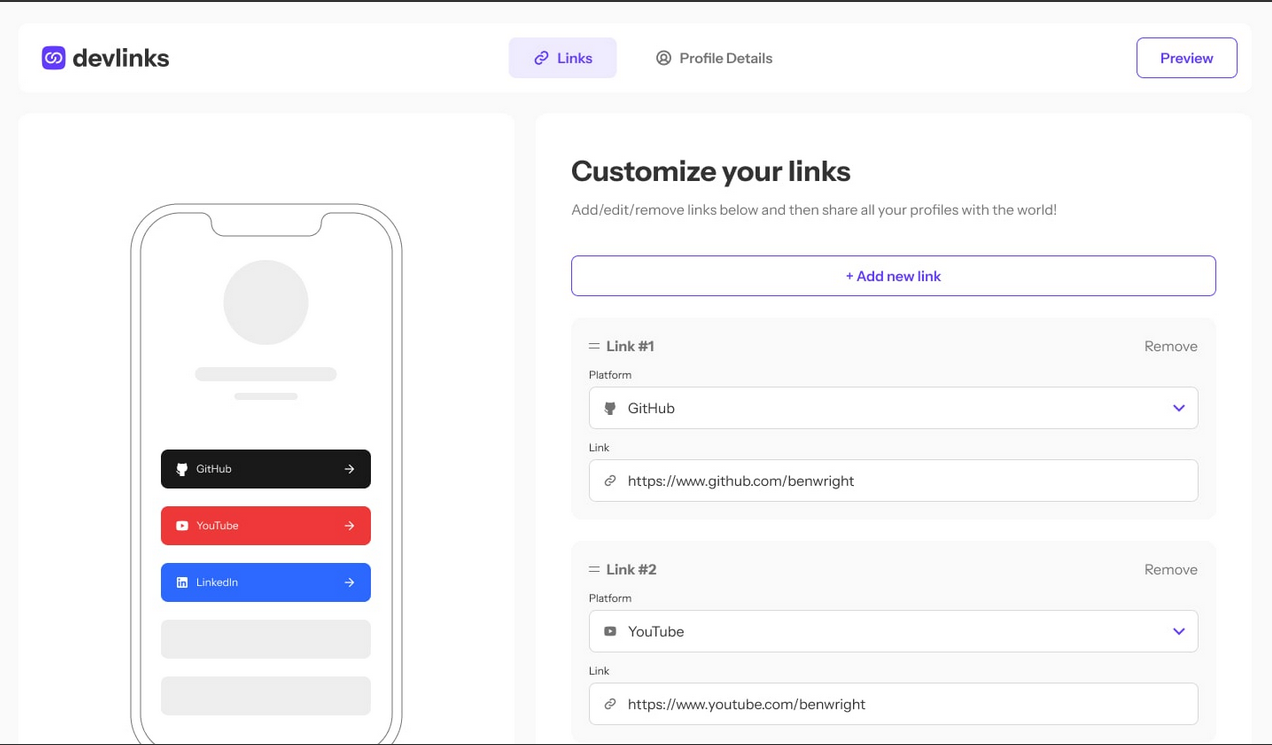 devlinks
Links
Profile Details
Preview
GitHub
YouTube
LinkedIn
Customize your links
Add/edit/remove links below and then share all your profiles with the world!
+ Add new link
Link #1
Remove
Platform
GitHub
Link
https://www.github.com/benwright
Link #2
Remove
Platform
YouTube
Link
https://www.youtube.com/benwright